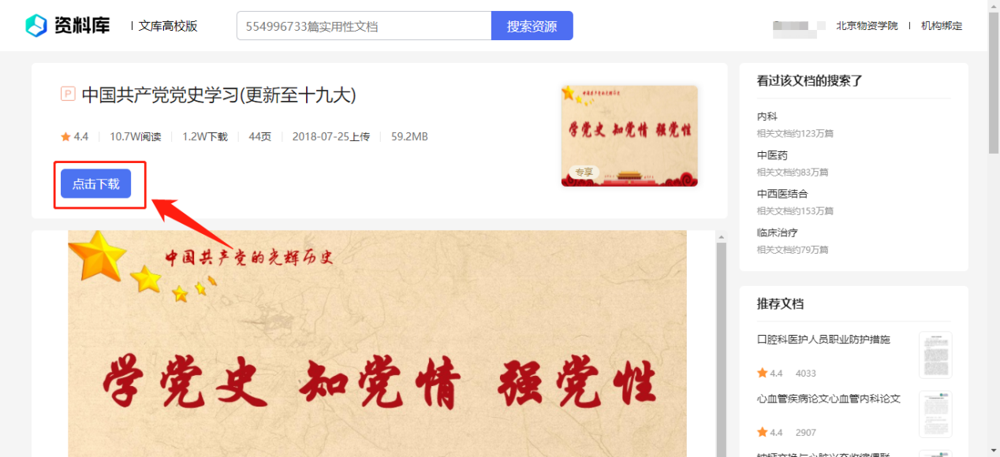 资料库
文库高校版
554996733篇实用性文档
搜索资源
北京物资学院
机构绑定
P 中国共产党党史学习(更新至十九大)
4.4 10.7W阅读 1.2W下载 44页 2018-07-25上传 59.2MB
点击下载
中国共产党的光辉历史
学党史 知党情 强党性
专享
中国共产党的光辉历史
学党史 知党情 强党性
看过该文档的搜索了
内科
相关文档约123万篇
中医药
相关文档约83万篇
中西医结合
相关文档约153万篇
临床治疗
相关文档约79万篇
推荐文档
口腔科医护人员职业防护措施
4.4 4033
心血管疾病论文心血管内科论文
4.4 2907